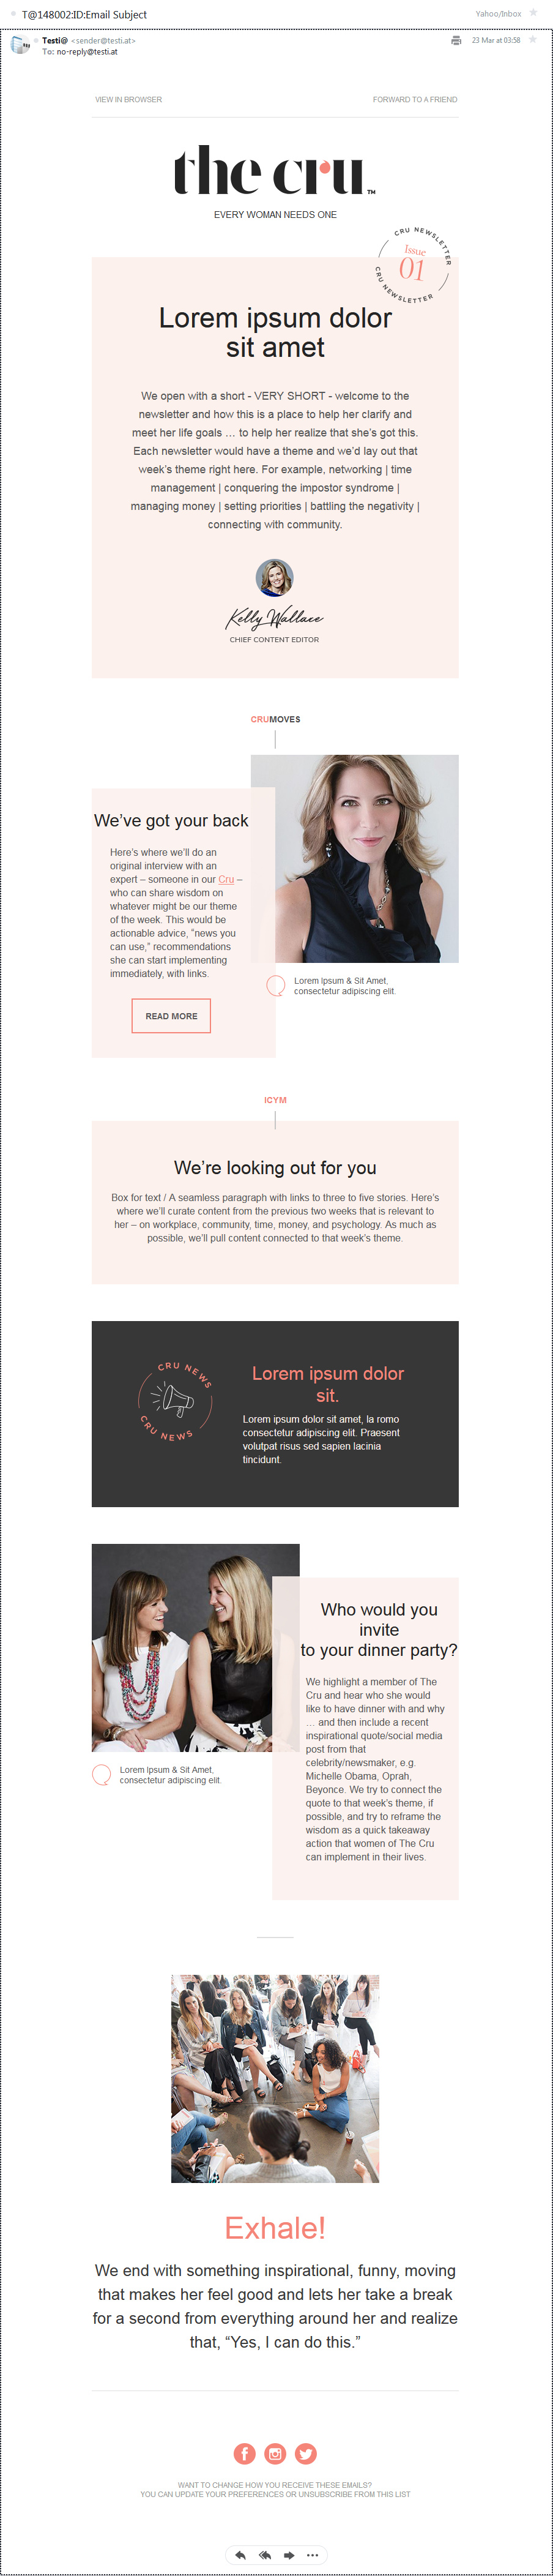 T@148002:ID:Email Subject
Yahoo/Inbox
Testi@ <sender@testi.at>
23 Mar at 03:58
To: no-reply@testi.at
VIEW IN BROWSER
FORWARD TO A FRIEND
the cru™
EVERY WOMAN NEEDS ONE
CRU NEWSLETTER
Issue
01
CRU NEWSLETTER
Lorem ipsum dolor
sit amet
We open with a short - VERY SHORT - welcome to the
newsletter and how this is a place to help her clarify and
meet her life goals … to help her realize that she’s got this.
Each newsletter would have a theme and we’d lay out that
week’s theme right here. For example, networking | time
management | conquering the impostor syndrome |
managing money | setting priorities | battling the negativity |
connecting with community.
Kelly Wallace
CHIEF CONTENT EDITOR
CRUMOVES
We’ve got your back
Here’s where we’ll do an
original interview with an
expert – someone in our Cru –
who can share wisdom on
whatever might be our theme
of the week. This would be
actionable advice, “news you
can use,” recommendations
she can start implementing
immediately, with links.
READ MORE
Lorem Ipsum & Sit Amet,
consectetur adipiscing elit.
ICYM
We’re looking out for you
Box for text / A seamless paragraph with links to three to five stories. Here’s
where we’ll curate content from the previous two weeks that is relevant to
her – on workplace, community, time, money, and psychology. As much as
possible, we’ll pull content connected to that week’s theme.
CRU NEWS
CRU NEWS
Lorem ipsum dolor
sit.
Lorem ipsum dolor sit amet, la romo
consectetur adipiscing elit. Praesent
volutpat risus sed sapien lacinia
tincidunt.
Who would you
invite
to your dinner party?
We highlight a member of The
Cru and hear who she would
like to have dinner with and why
… and then include a recent
inspirational quote/social media
post from that
celebrity/newsmaker, e.g.
Michelle Obama, Oprah,
Beyonce. We try to connect the
quote to that week’s theme, if
possible, and try to reframe the
wisdom as a quick takeaway
action that women of The Cru
can implement in their lives.
Lorem Ipsum & Sit Amet,
consectetur adipiscing elit.
Exhale!
We end with something inspirational, funny, moving
that makes her feel good and lets her take a break
for a second from everything around her and realize
that, “Yes, I can do this.”
WANT TO CHANGE HOW YOU RECEIVE THESE EMAILS?
YOU CAN UPDATE YOUR PREFERENCES OR UNSUBSCRIBE FROM THIS LIST